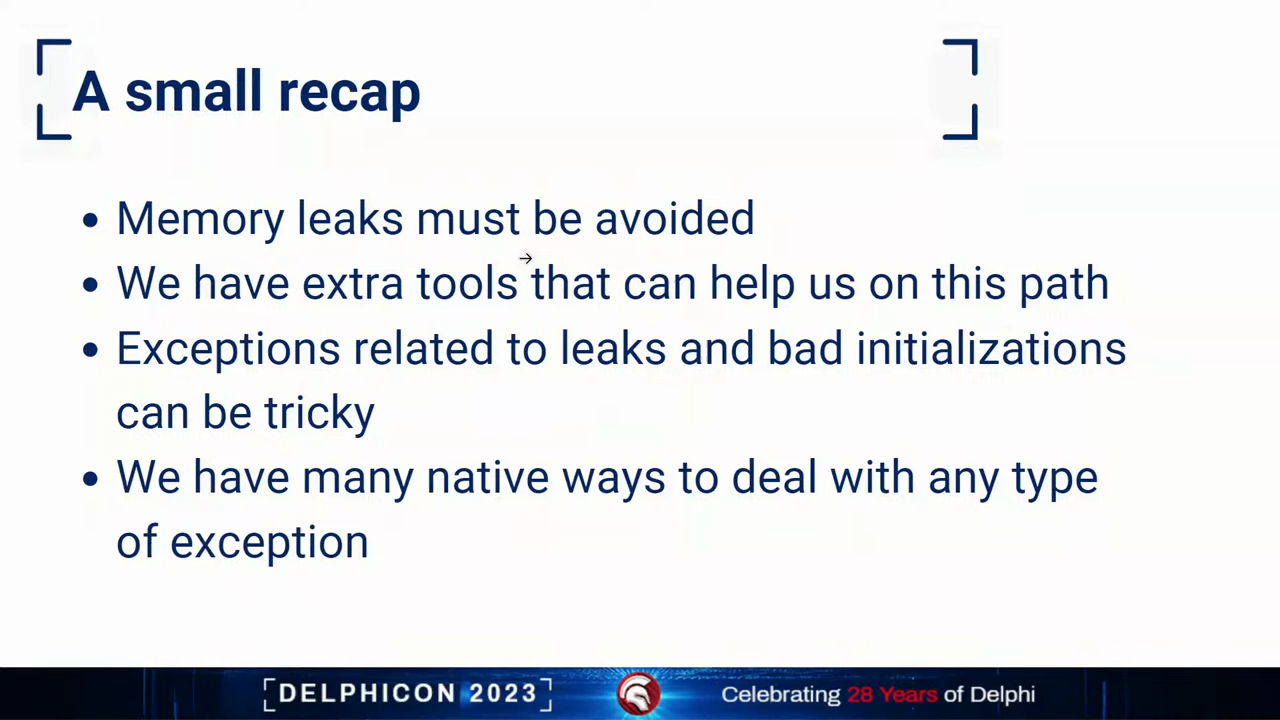 A small recap
• Memory leaks must be avoided
• We have extra tools that can help us on this path
• Exceptions related to leaks and bad initializations
can be tricky
• We have many native ways to deal with any type
of exception
[DELPHICON 2023]
Celebrating 28 Years of Delphi